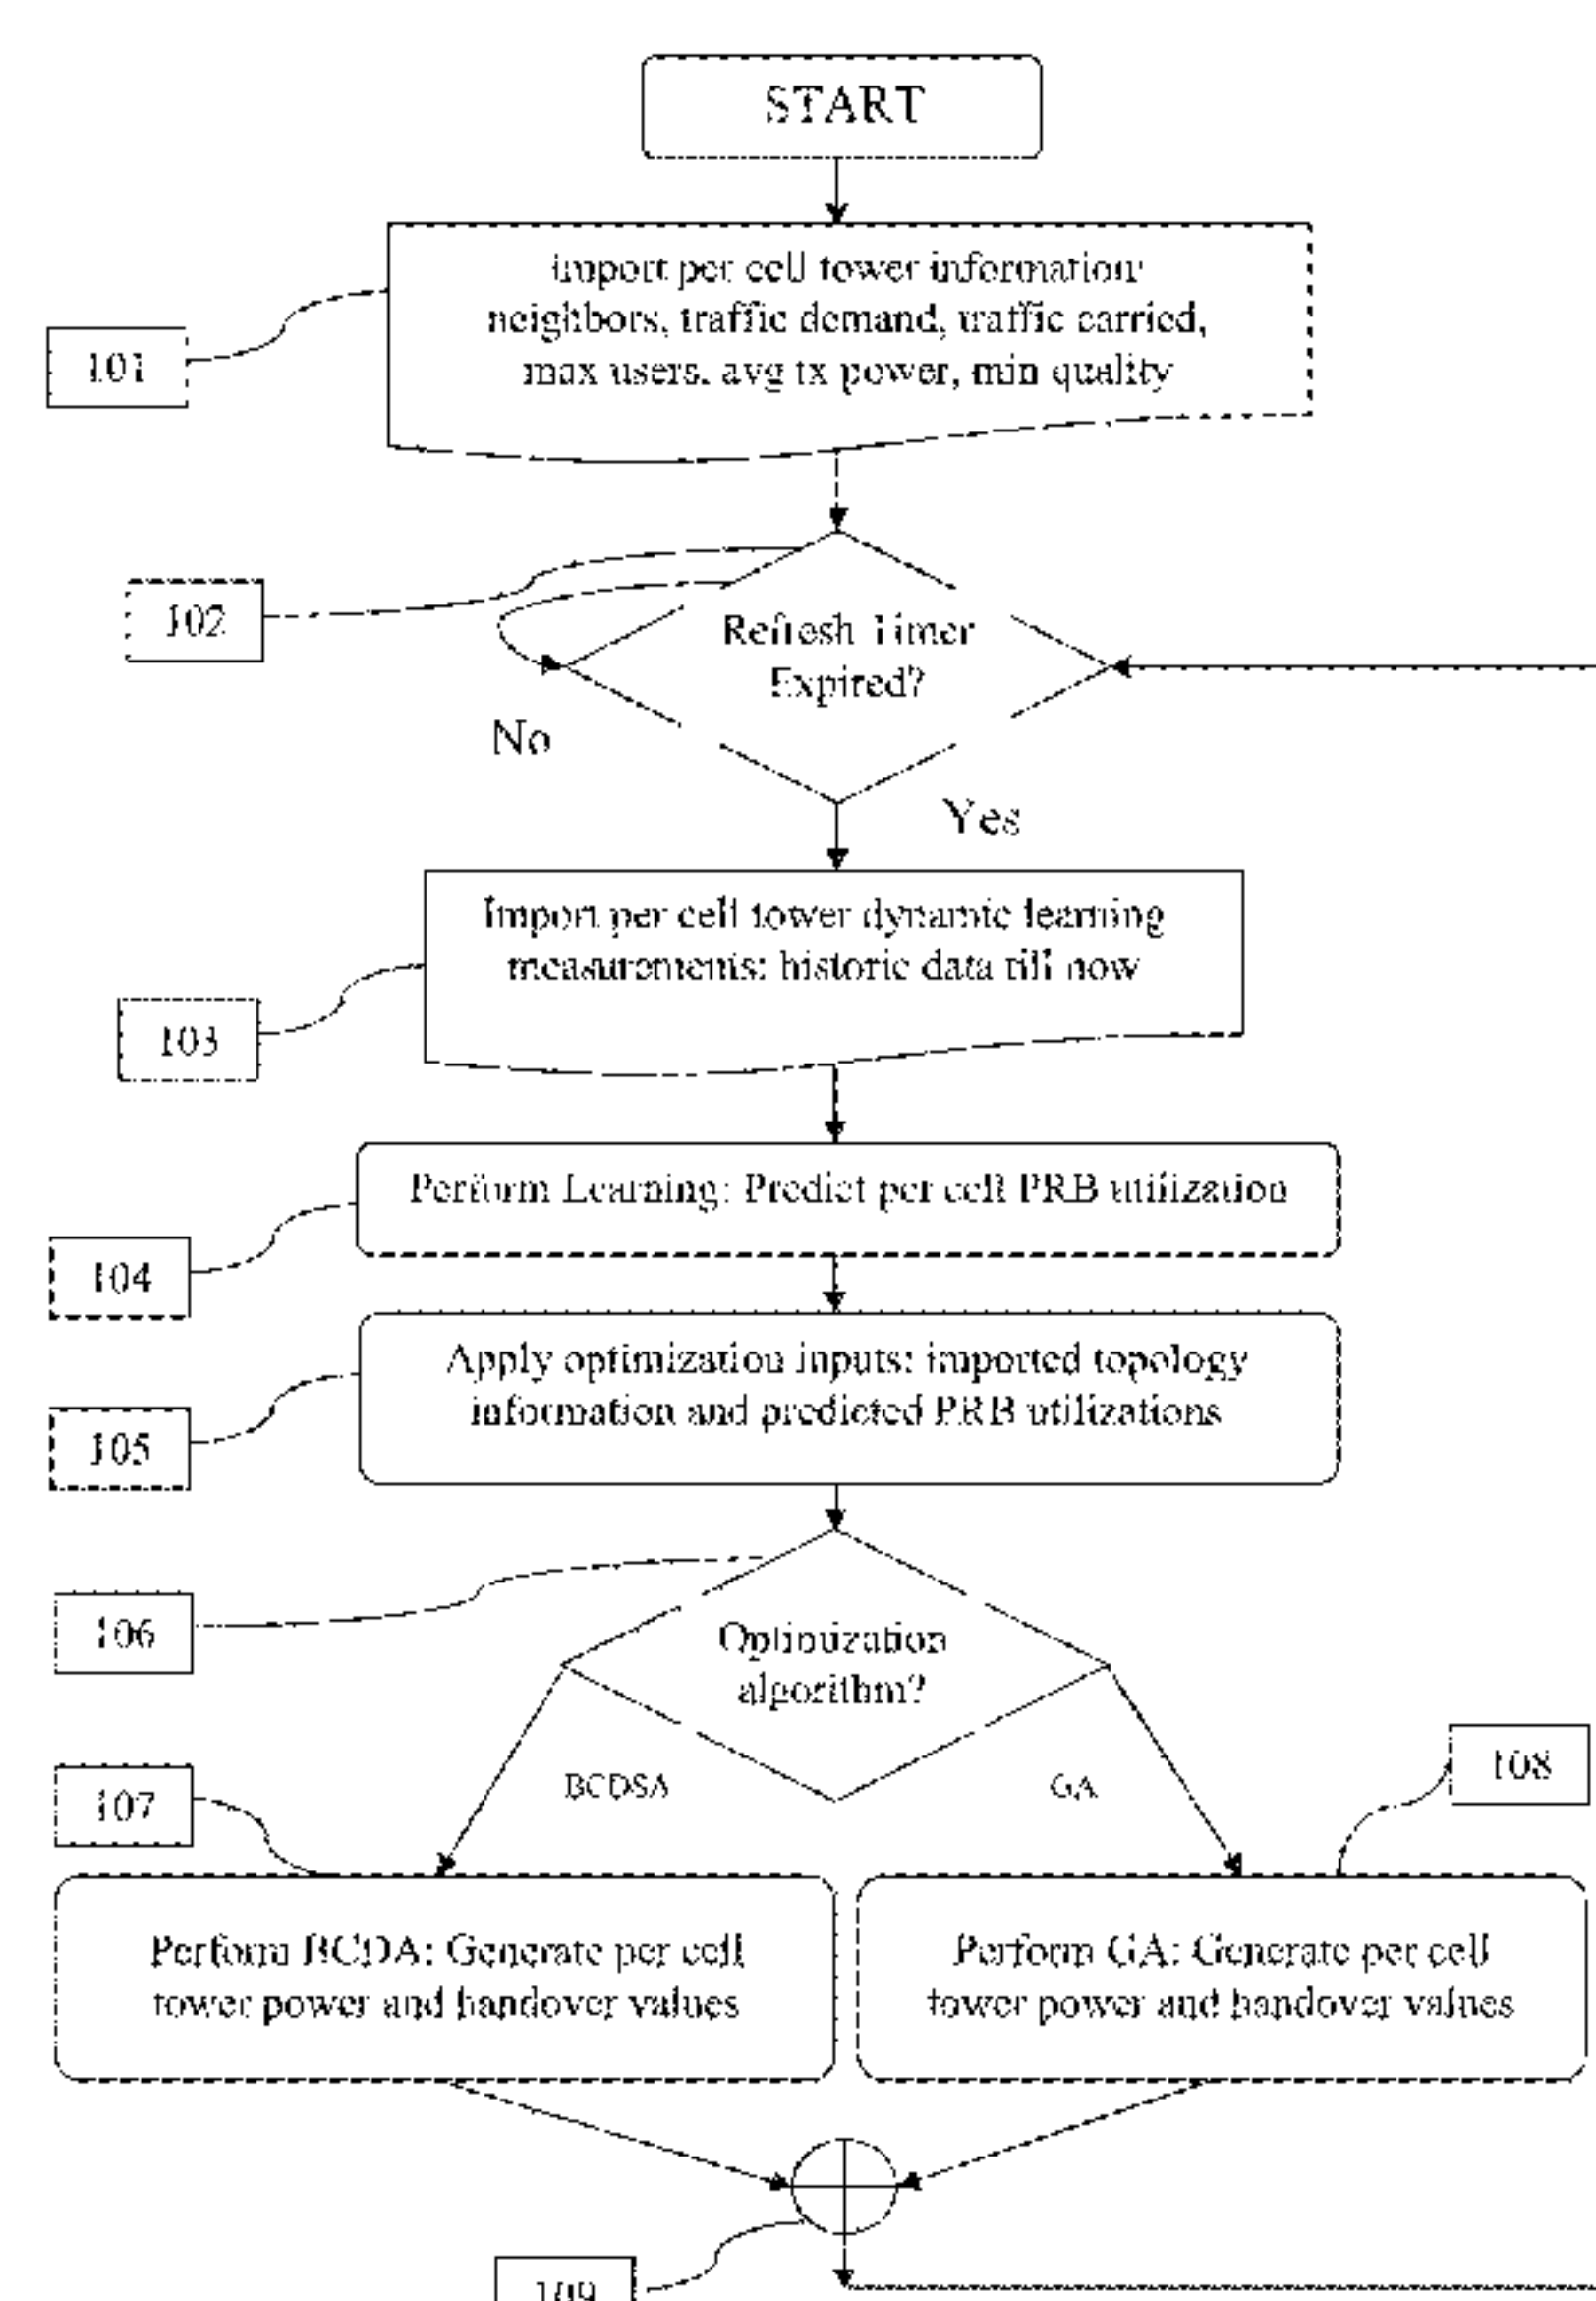 START
import per cell tower information:
neighbors, traffic demand, traffic carried,
max users, avg tx power, min quality
101
102
Refresh Timer
Expired?
No
Yes
Import per cell tower dynamic learning
measurements: historic data till now
103
Perform Learning: Predict per cell PRB utilization
104
Apply optimization inputs: imported topology
information and predicted PRB utilizations
105
106
Optimization
algorithm?
108
107
BCDSA
GA
Perform BCDA: Generate per cell
tower power and handover values
Perform GA: Generate per cell
tower power and handover values
109